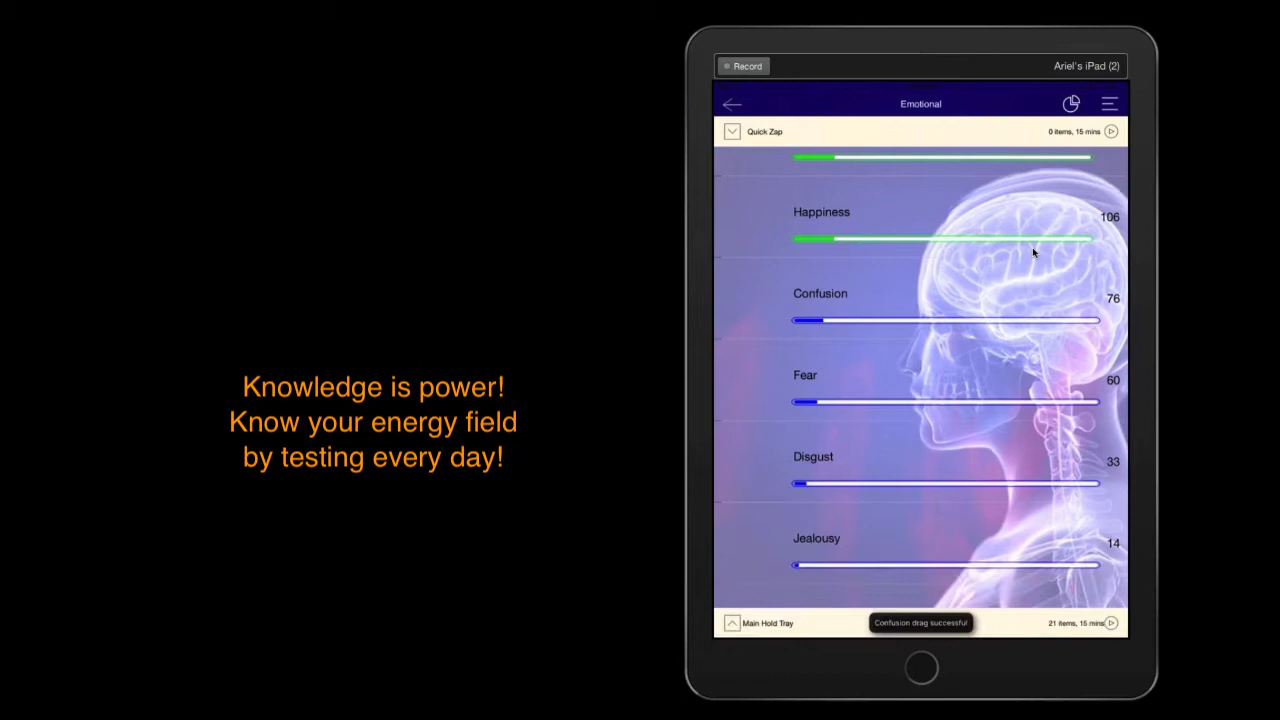 Knowledge is power!
Know your energy field
by testing every day!
Record
Ariel's iPad (2)
Emotional
Quick Zap
0 items, 15 mins
Happiness
106
Confusion
76
Fear
60
Disgust
33
Jealousy
14
Main Hold Tray
Confusion drag successful
21 items, 15 mins